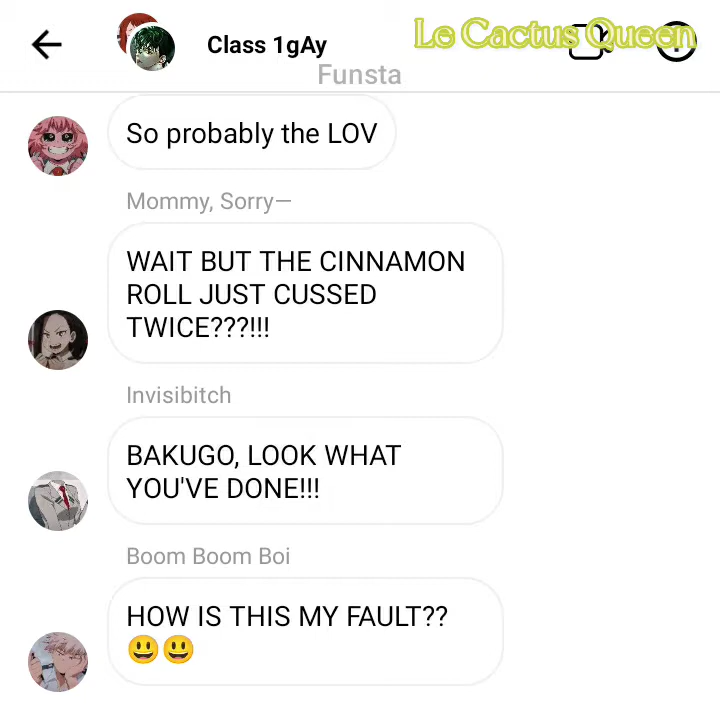 Class 1gAy
Le Cactus Queen
Funsta
So probably the LOV
Mommy, Sorry—
WAIT BUT THE CINNAMON
ROLL JUST CUSSED
TWICE???!!!
Invisibitch
BAKUGO, LOOK WHAT
YOU'VE DONE!!!
Boom Boom Boi
HOW IS THIS MY FAULT??
😃😃